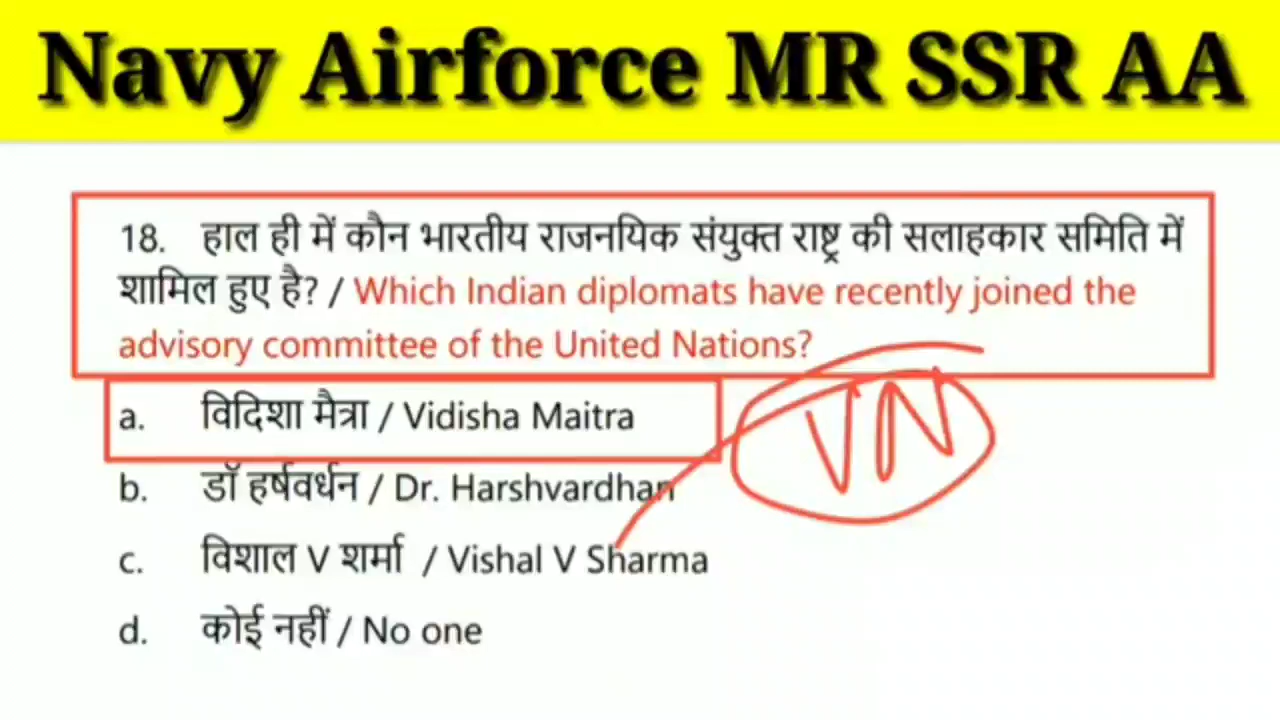 Navy Airforce MR SSR AA
18. हाल ही में कौन भारतीय राजनयिक संयुक्त राष्ट्र की सलाहकार समिति में
शामिल हुए है? / Which Indian diplomats have recently joined the
advisory committee of the United Nations?
a. विदिशा मैत्रा / Vidisha Maitra
VN
b. डॉ हर्षवर्धन / Dr. Harshvardhan
c. विशाल V शर्मा / Vishal V Sharma
d. कोई नहीं / No one